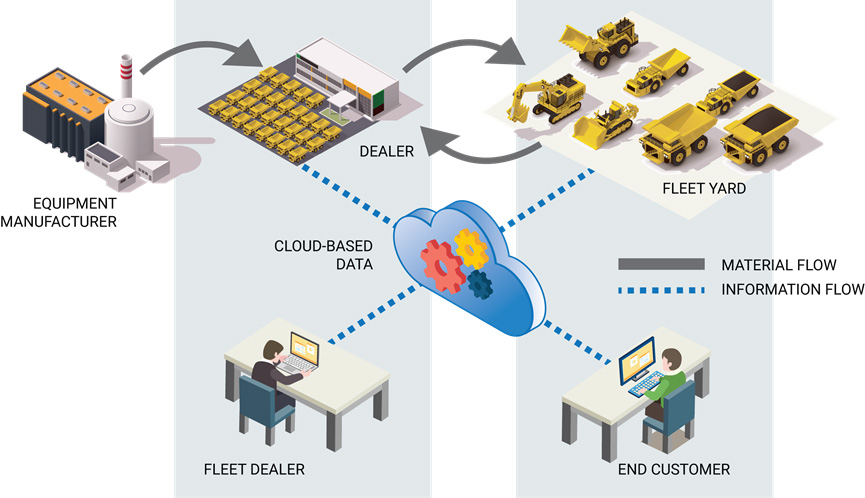 DEALER
EQUIPMENT
MANUFACTURER
FLEET YARD
CLOUD-BASED
DATA
MATERIAL FLOW
INFORMATION FLOW
FLEET DEALER
END CUSTOMER